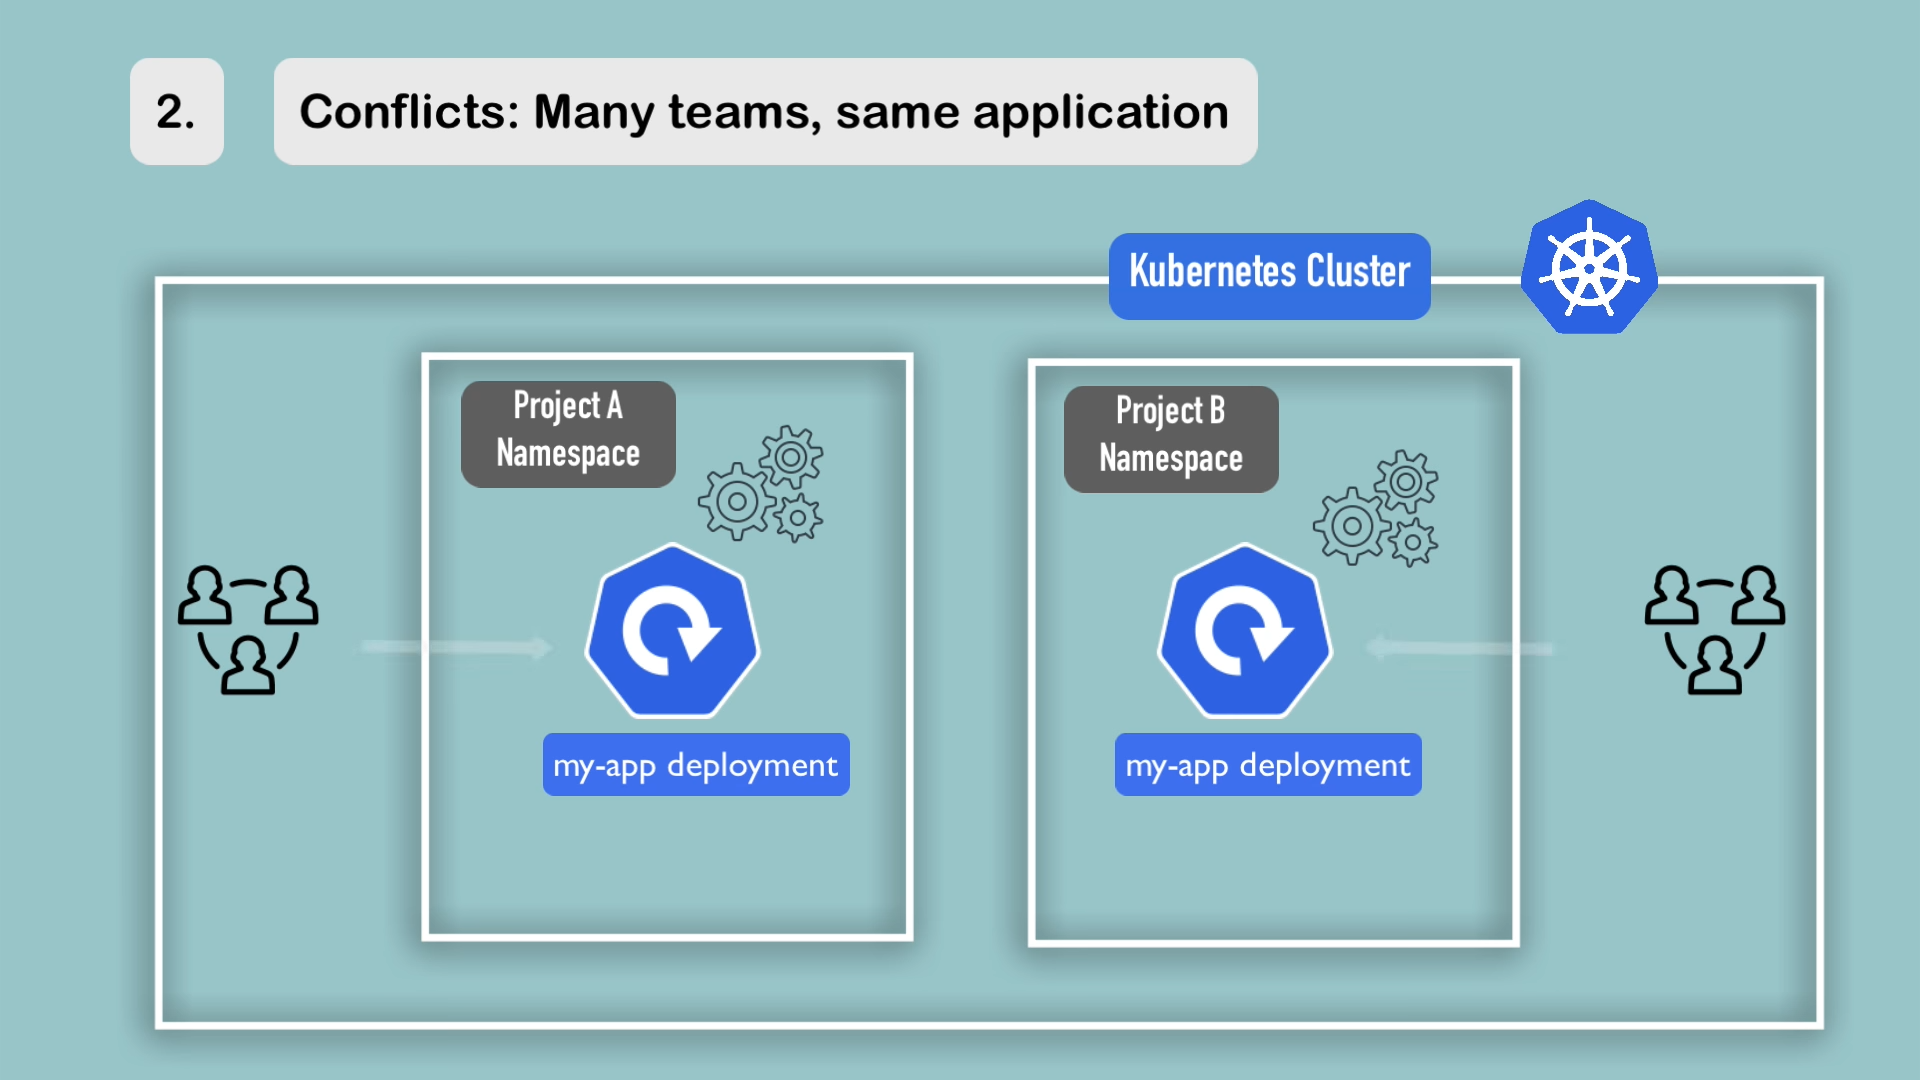 2.
Conflicts: Many teams, same application
Kubernetes Cluster
Project A
Namespace
Project B
Namespace
my-app deployment
my-app deployment